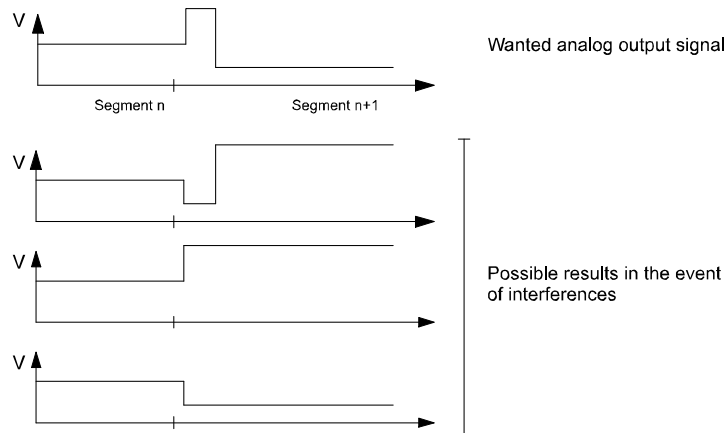 V
Wanted analog output signal
Segment n
Segment n+1
V
V
Possible results in the event
of interferences
V